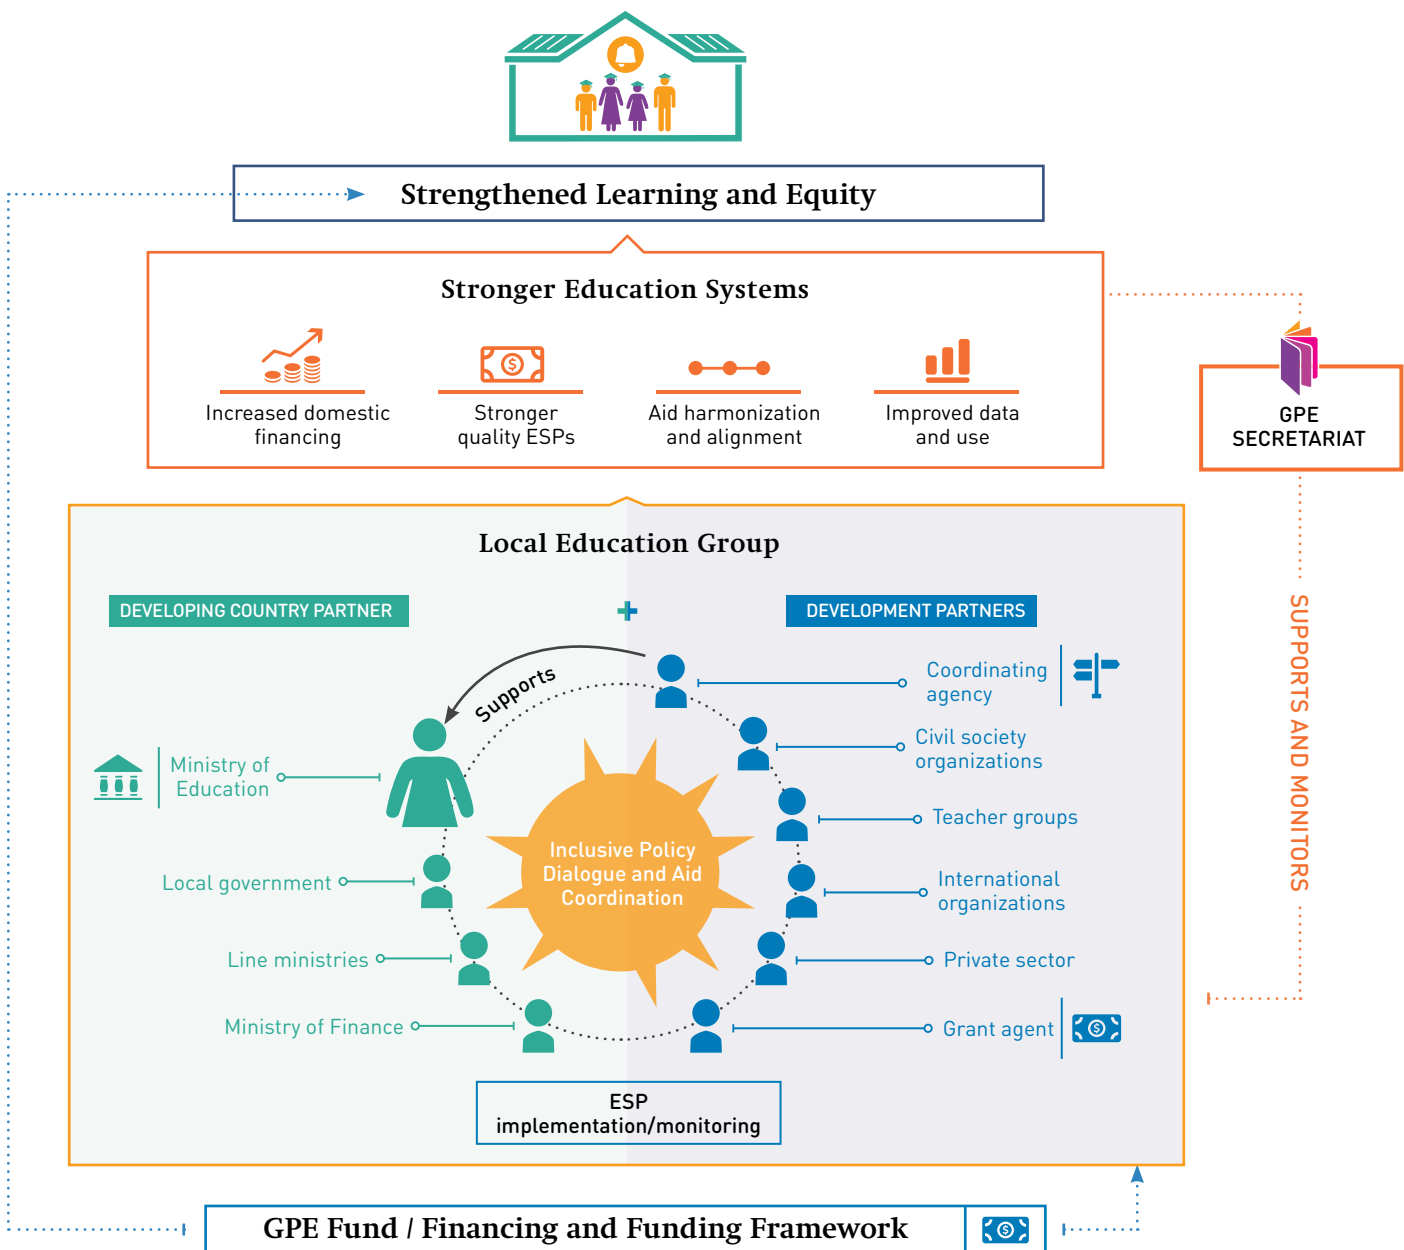 Strengthened Learning and Equity
Stronger Education Systems
Increased domestic
financing
Stronger
quality ESPs
Aid harmonization
and alignment
Improved data
and use
GPE
SECRETARIAT
SUPPORTS AND MONITORS
Local Education Group
DEVELOPING COUNTRY PARTNER
DEVELOPMENT PARTNERS
Supports
Ministry of
Education
Local government
Line ministries
Ministry of Finance
Inclusive Policy
Dialogue and Aid
Coordination
Coordinating
agency
Civil society
organizations
Teacher groups
International
organizations
Private sector
Grant agent
ESP
implementation/monitoring
GPE Fund / Financing and Funding Framework